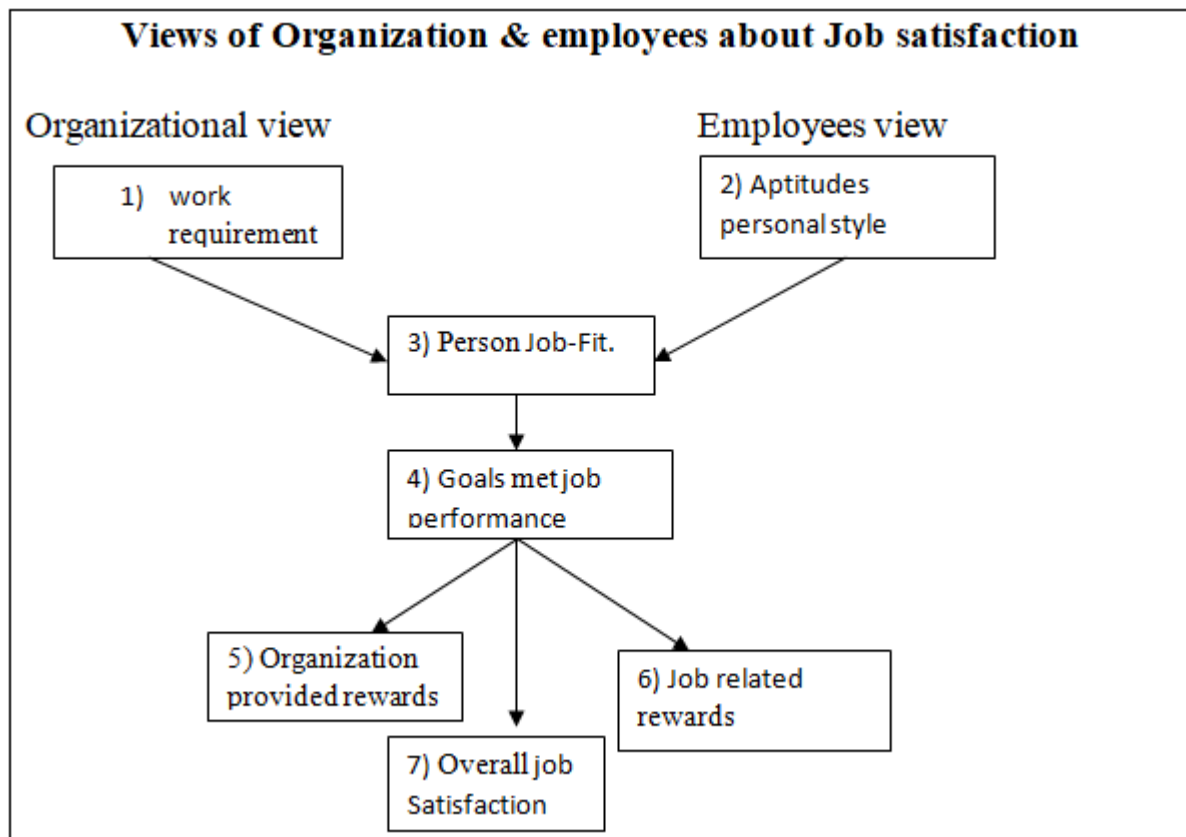 Views of Organization & employees about Job satisfaction
Organizational view
Employees view
1) work
requirement
2) Aptitudes
personal style
3) Person Job-Fit.
4) Goals met job
performance
5) Organization
provided rewards
6) Job related
rewards
7) Overall job
Satisfaction